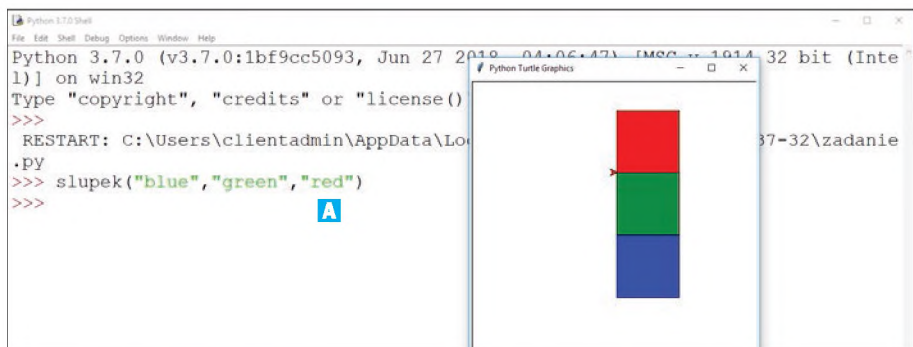 Python 3.7.0 Shell
File Edit Shell Debug Options Window Help
Python 3.7.0 (v3.7.0:1bf9cc5093, Jun 27 2018, 04:06:47) [MSC v.1914 32 bit (Inte
l)] on win32
Type "copyright", "credits" or "license()
>>>
RESTART: C:\Users\clientadmin\AppData\Lo 37-32\zadanie
.py
>>> slupek("blue","green","red")
>>>
A
Python Turtle Graphics